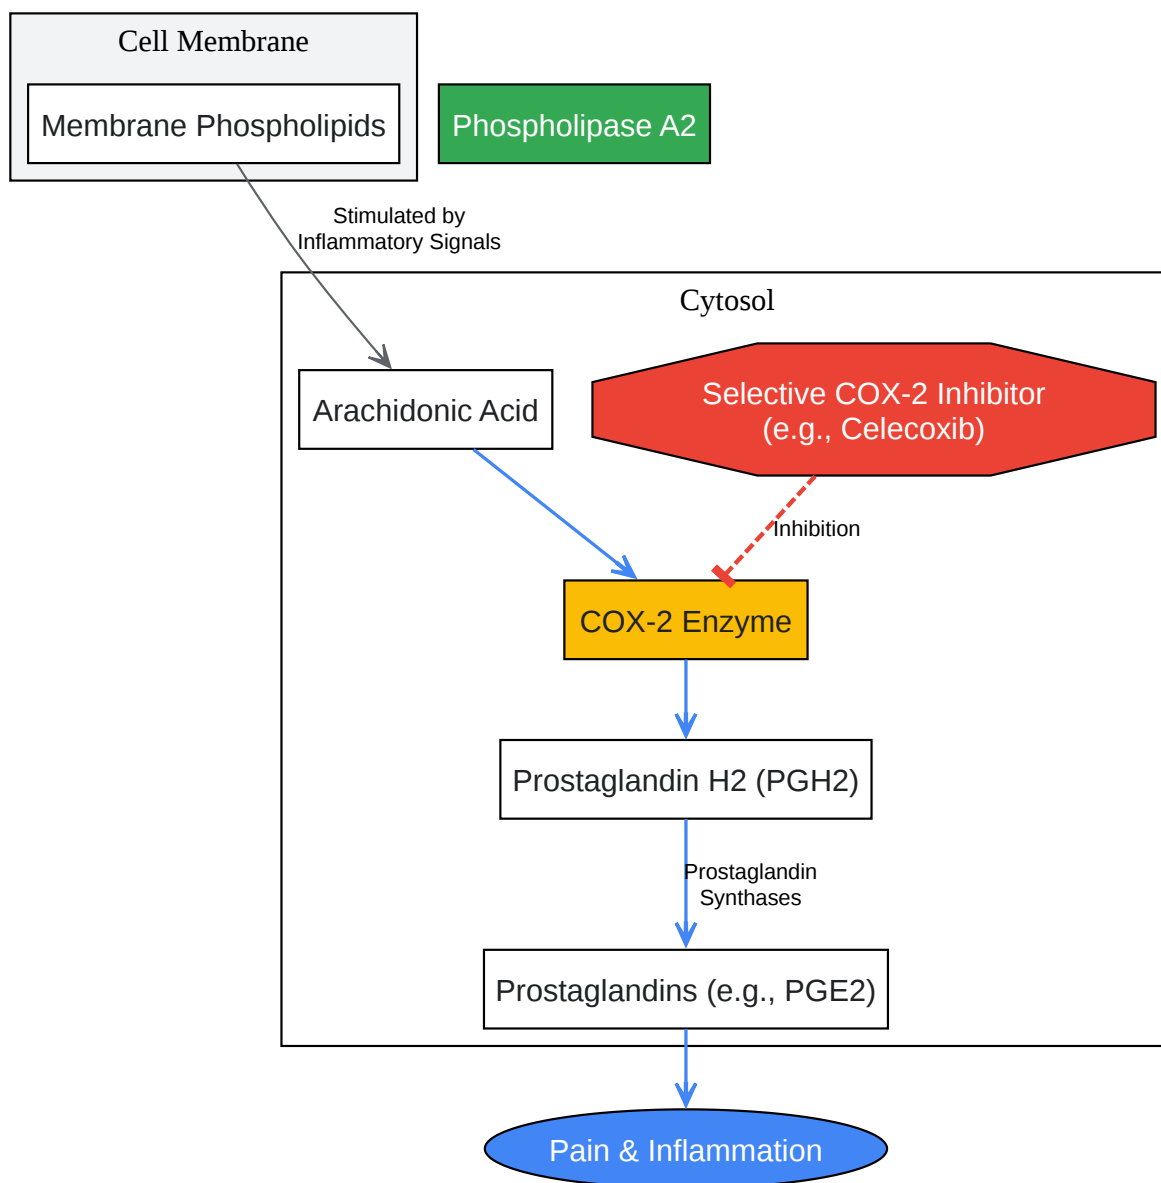 Cell Membrane
Membrane Phospholipids
Phospholipase A2
Stimulated by
Inflammatory Signals
Cytosol
Arachidonic Acid
Selective COX-2 Inhibitor
(e.g., Celecoxib)
Inhibition
COX-2 Enzyme
Prostaglandin H2 (PGH2)
Prostaglandin
Synthases
Prostaglandins (e.g., PGE2)
Pain & Inflammation